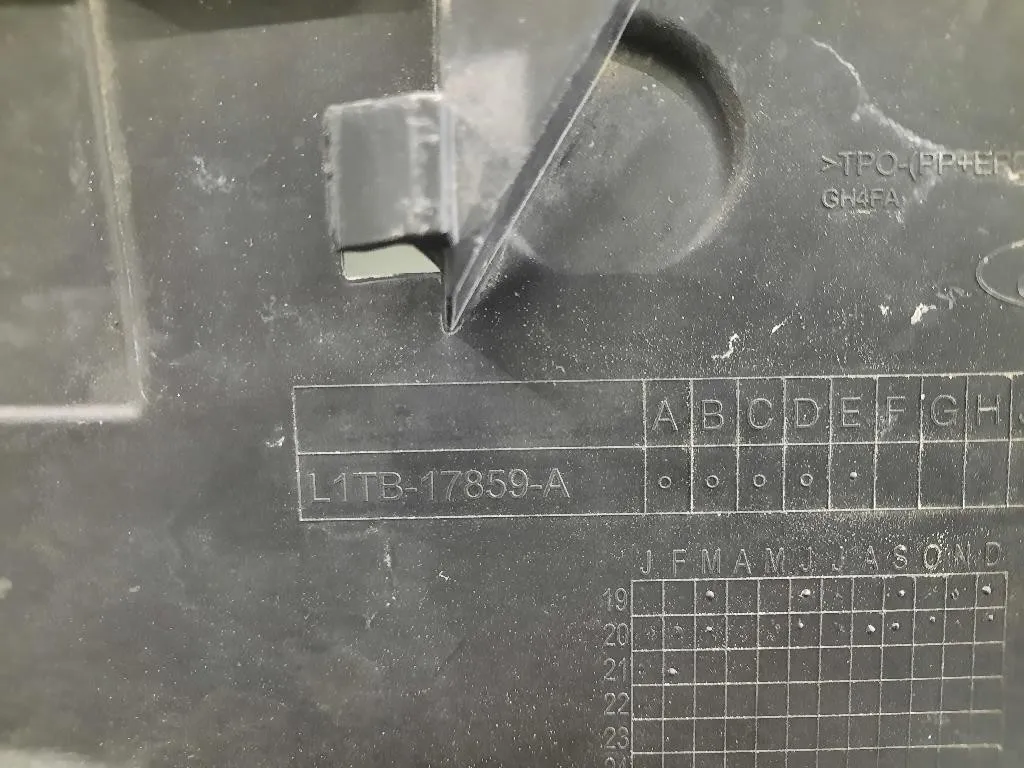 >TPO-(PP+EP
GH4FA
A B C D E F G H
L1TB-17859-A
J F M A M J J A S O N D
19
20
21
22
23